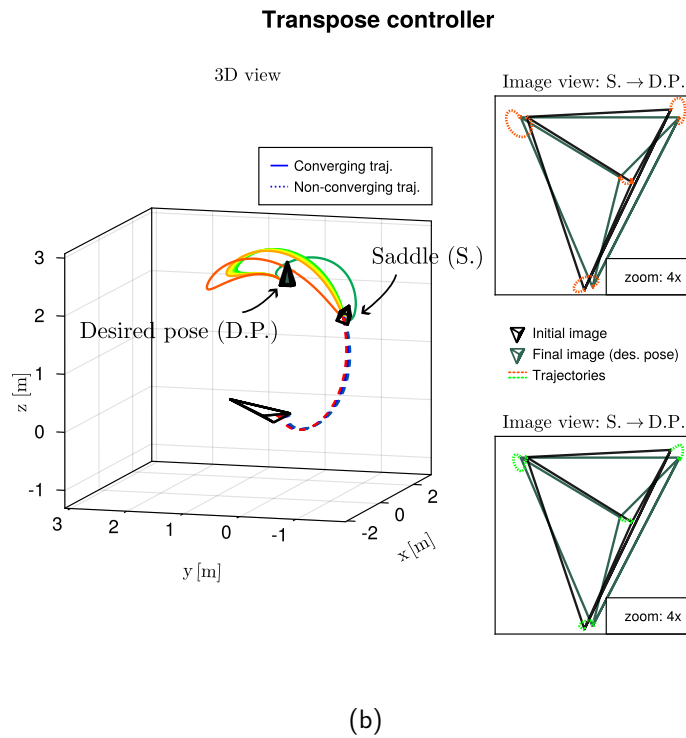 Transpose controller
3D view
Converging traj.
Non-converging traj.
Saddle (S.)
Desired pose (D.P.)
3
2
1
0
-1
z [m]
3
2
1
0
-1
y [m]
-2
0
2
x [m]
Image view: S. → D.P.
zoom: 4x
Initial image
Final image (des. pose)
Trajectories
Image view: S. → D.P.
zoom: 4x
(b)